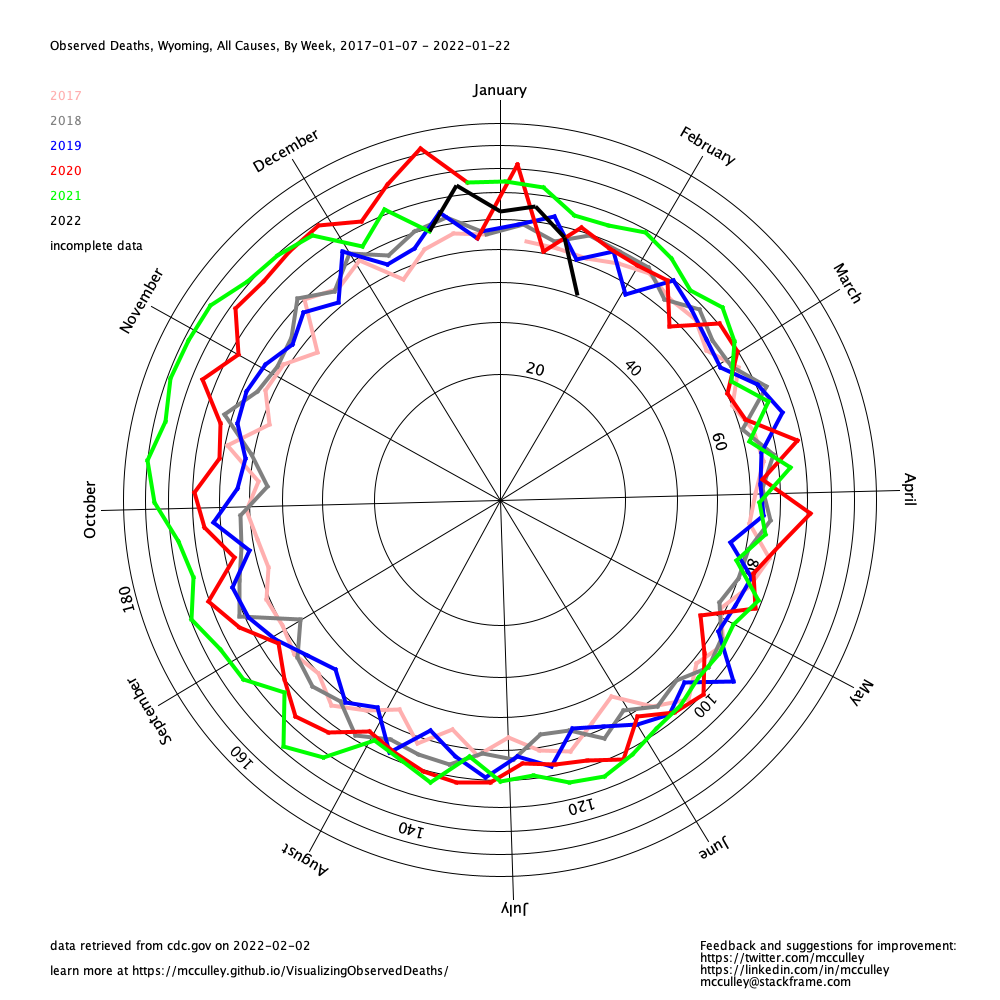 Observed Deaths, Wyoming, All Causes, By Week, 2017-01-07 - 2022-01-22
2017
2018
2019
2020
2021
2022
incomplete data
January
February
March
April
May
June
July
August
September
October
November
December
20
40
60
80
100
120
140
160
180
data retrieved from cdc.gov on 2022-02-02
learn more at https://mcculley.github.io/VisualizingObservedDeaths/
Feedback and suggestions for improvement:
https://twitter.com/mcculley
https://linkedin.com/in/mcculley
mcculley@stackframe.com